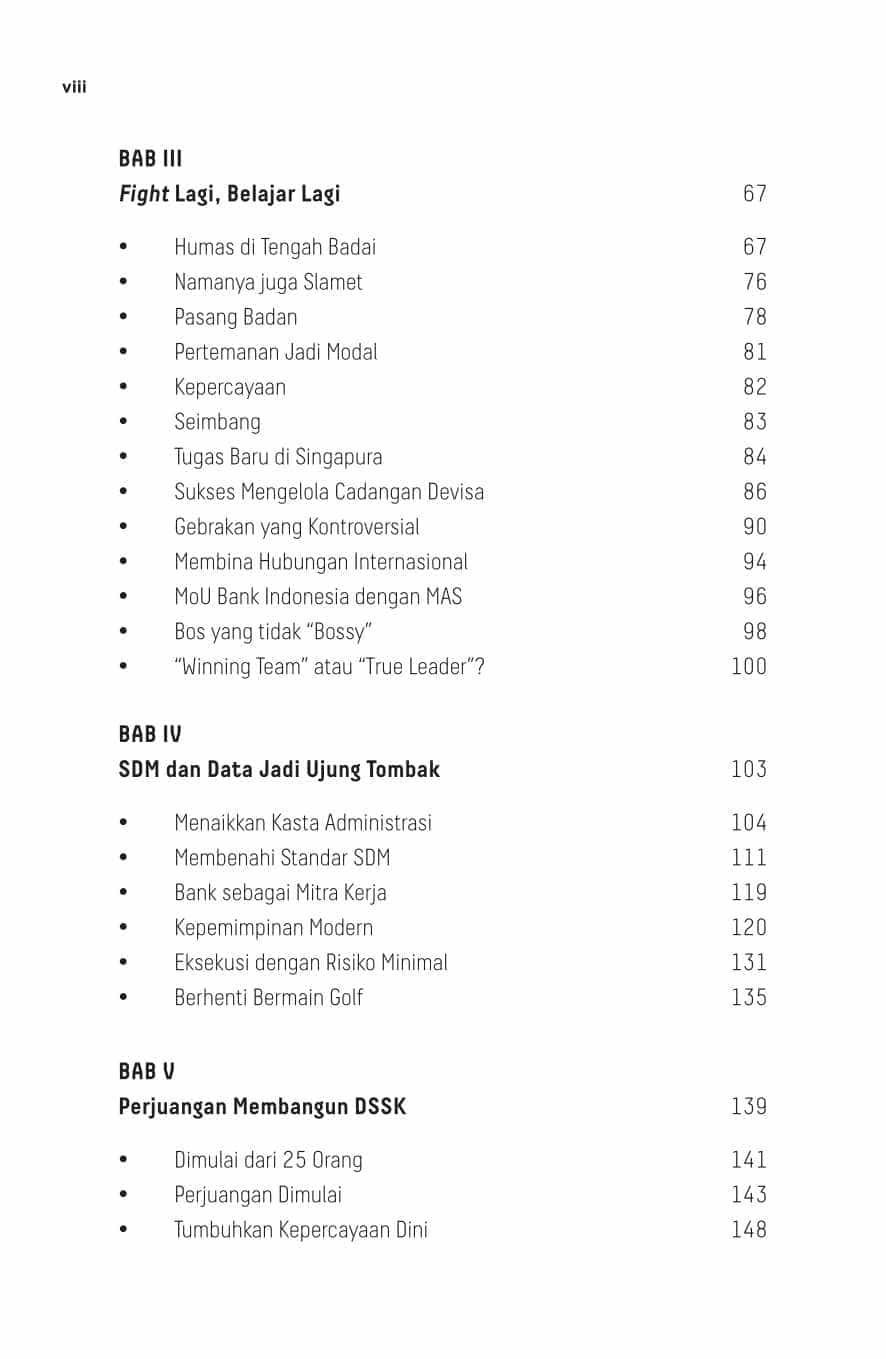 viii
BAB III
Fight Lagi, Belajar Lagi 67
• Humas di Tengah Badai 67
• Namanya juga Slamet 76
• Pasang Badan 78
• Pertemanan Jadi Modal 81
• Kepercayaan 82
• Seimbang 83
• Tugas Baru di Singapura 84
• Sukses Mengelola Cadangan Devisa 86
• Gebrakan yang Kontroversial 90
• Membina Hubungan Internasional 94
• MoU Bank Indonesia dengan MAS 96
• Bos yang tidak “Bossy” 98
• “Winning Team” atau “True Leader”? 100
BAB IV
SDM dan Data Jadi Ujung Tombak 103
• Menaikkan Kasta Administrasi 104
• Membenahi Standar SDM 111
• Bank sebagai Mitra Kerja 119
• Kepemimpinan Modern 120
• Eksekusi dengan Risiko Minimal 131
• Berhenti Bermain Golf 135
BAB V
Perjuangan Membangun DSSK 139
• Dimulai dari 25 Orang 141
• Perjuangan Dimulai 143
• Tumbuhkan Kepercayaan Dini 148